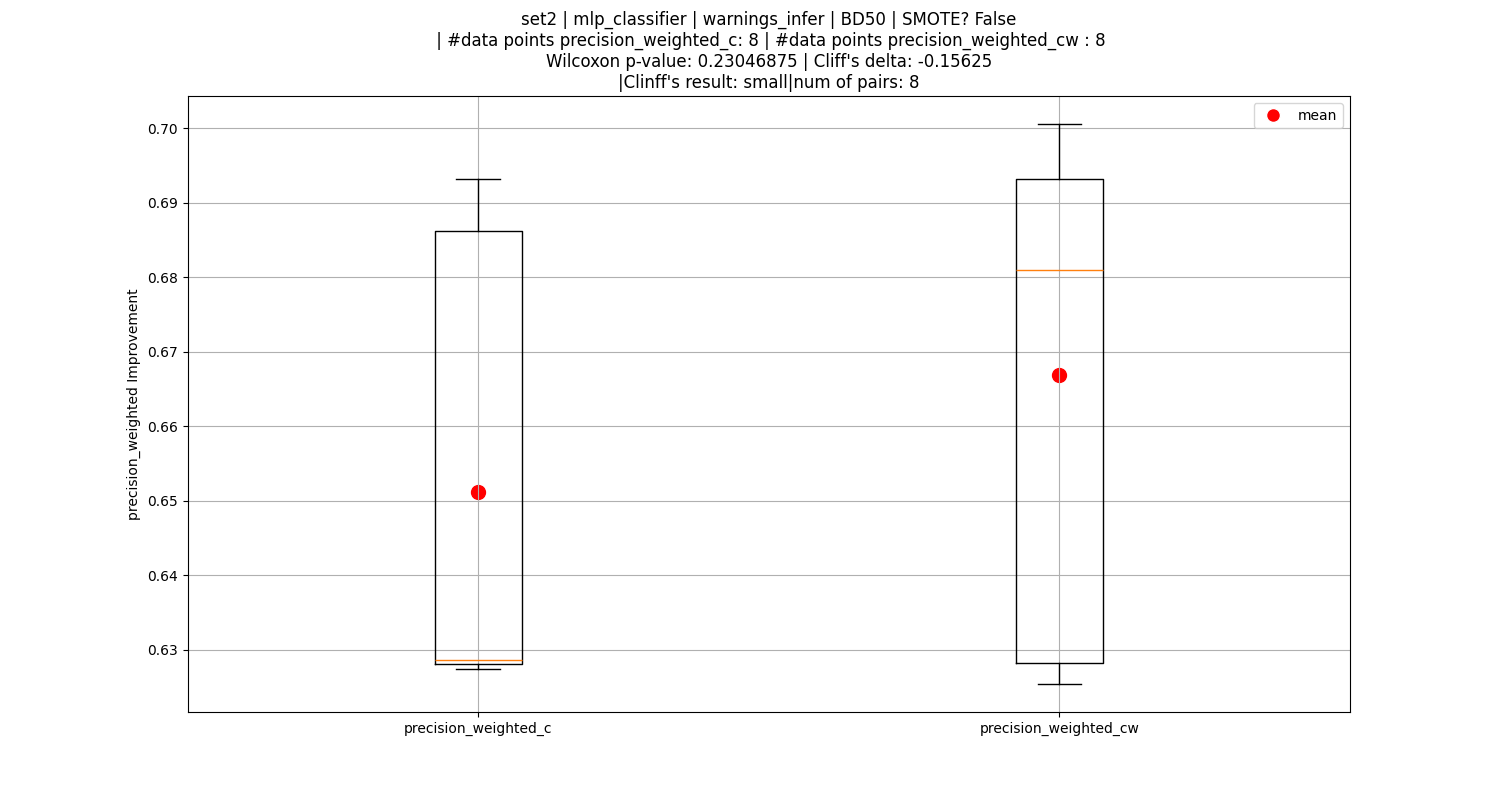 set2 | mlp_classifier | warnings_infer | BD50 | SMOTE? False
| #data points precision_weighted_c: 8 | #data points precision_weighted_cw : 8
Wilcoxon p-value: 0.23046875 | Cliff's delta: -0.15625
|Clinff's result: small|num of pairs: 8
mean
precision_weighted Improvement
0.70
0.69
0.68
0.67
0.66
0.65
0.64
0.63
precision_weighted_c
precision_weighted_cw